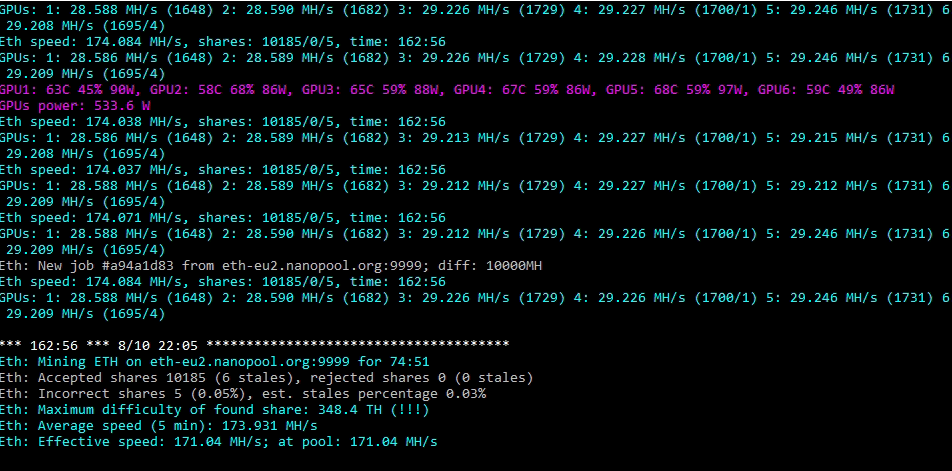 GPUs: 1: 28.588 MH/s (1648) 2: 28.590 MH/s (1682) 3: 29.226 MH/s (1729) 4: 29.227 MH/s (1700/1) 5: 29.246 MH/s (1731) 6
29.208 MH/s (1695/4)
Eth speed: 174.084 MH/s, shares: 10185/0/5, time: 162:56
GPUs: 1: 28.586 MH/s (1648) 2: 28.589 MH/s (1682) 3: 29.226 MH/s (1729) 4: 29.228 MH/s (1700/1) 5: 29.246 MH/s (1731) 6
29.209 MH/s (1695/4)
GPU1: 63C 45% 90W, GPU2: 58C 68% 86W, GPU3: 65C 59% 88W, GPU4: 67C 59% 86W, GPU5: 68C 59% 97W, GPU6: 59C 49% 86W
GPUs power: 533.6 W
Eth speed: 174.038 MH/s, shares: 10185/0/5, time: 162:56
GPUs: 1: 28.586 MH/s (1648) 2: 28.589 MH/s (1682) 3: 29.213 MH/s (1729) 4: 29.227 MH/s (1700/1) 5: 29.215 MH/s (1731) 6
29.208 MH/s (1695/4)
Eth speed: 174.037 MH/s, shares: 10185/0/5, time: 162:56
GPUs: 1: 28.588 MH/s (1648) 2: 28.589 MH/s (1682) 3: 29.212 MH/s (1729) 4: 29.227 MH/s (1700/1) 5: 29.212 MH/s (1731) 6
29.209 MH/s (1695/4)
Eth speed: 174.071 MH/s, shares: 10185/0/5, time: 162:56
GPUs: 1: 28.588 MH/s (1648) 2: 28.590 MH/s (1682) 3: 29.212 MH/s (1729) 4: 29.227 MH/s (1700/1) 5: 29.246 MH/s (1731) 6
29.209 MH/s (1695/4)
Eth: New job #a94a1d83 from eth-eu2.nanopool.org:9999; diff: 10000MH
Eth speed: 174.084 MH/s, shares: 10185/0/5, time: 162:56
GPUs: 1: 28.588 MH/s (1648) 2: 28.590 MH/s (1682) 3: 29.226 MH/s (1729) 4: 29.226 MH/s (1700/1) 5: 29.246 MH/s (1731) 6
29.209 MH/s (1695/4)
*** 162:56 *** 8/10 22:05 **************************************
Eth: Mining ETH on eth-eu2.nanopool.org:9999 for 74:51
Eth: Accepted shares 10185 (6 stales), rejected shares 0 (0 stales)
Eth: Incorrect shares 5 (0.05%), est. stales percentage 0.03%
Eth: Maximum difficulty of found share: 348.4 TH (!!!)
Eth: Average speed (5 min): 173.931 MH/s
Eth: Effective speed: 171.04 MH/s; at pool: 171.04 MH/s